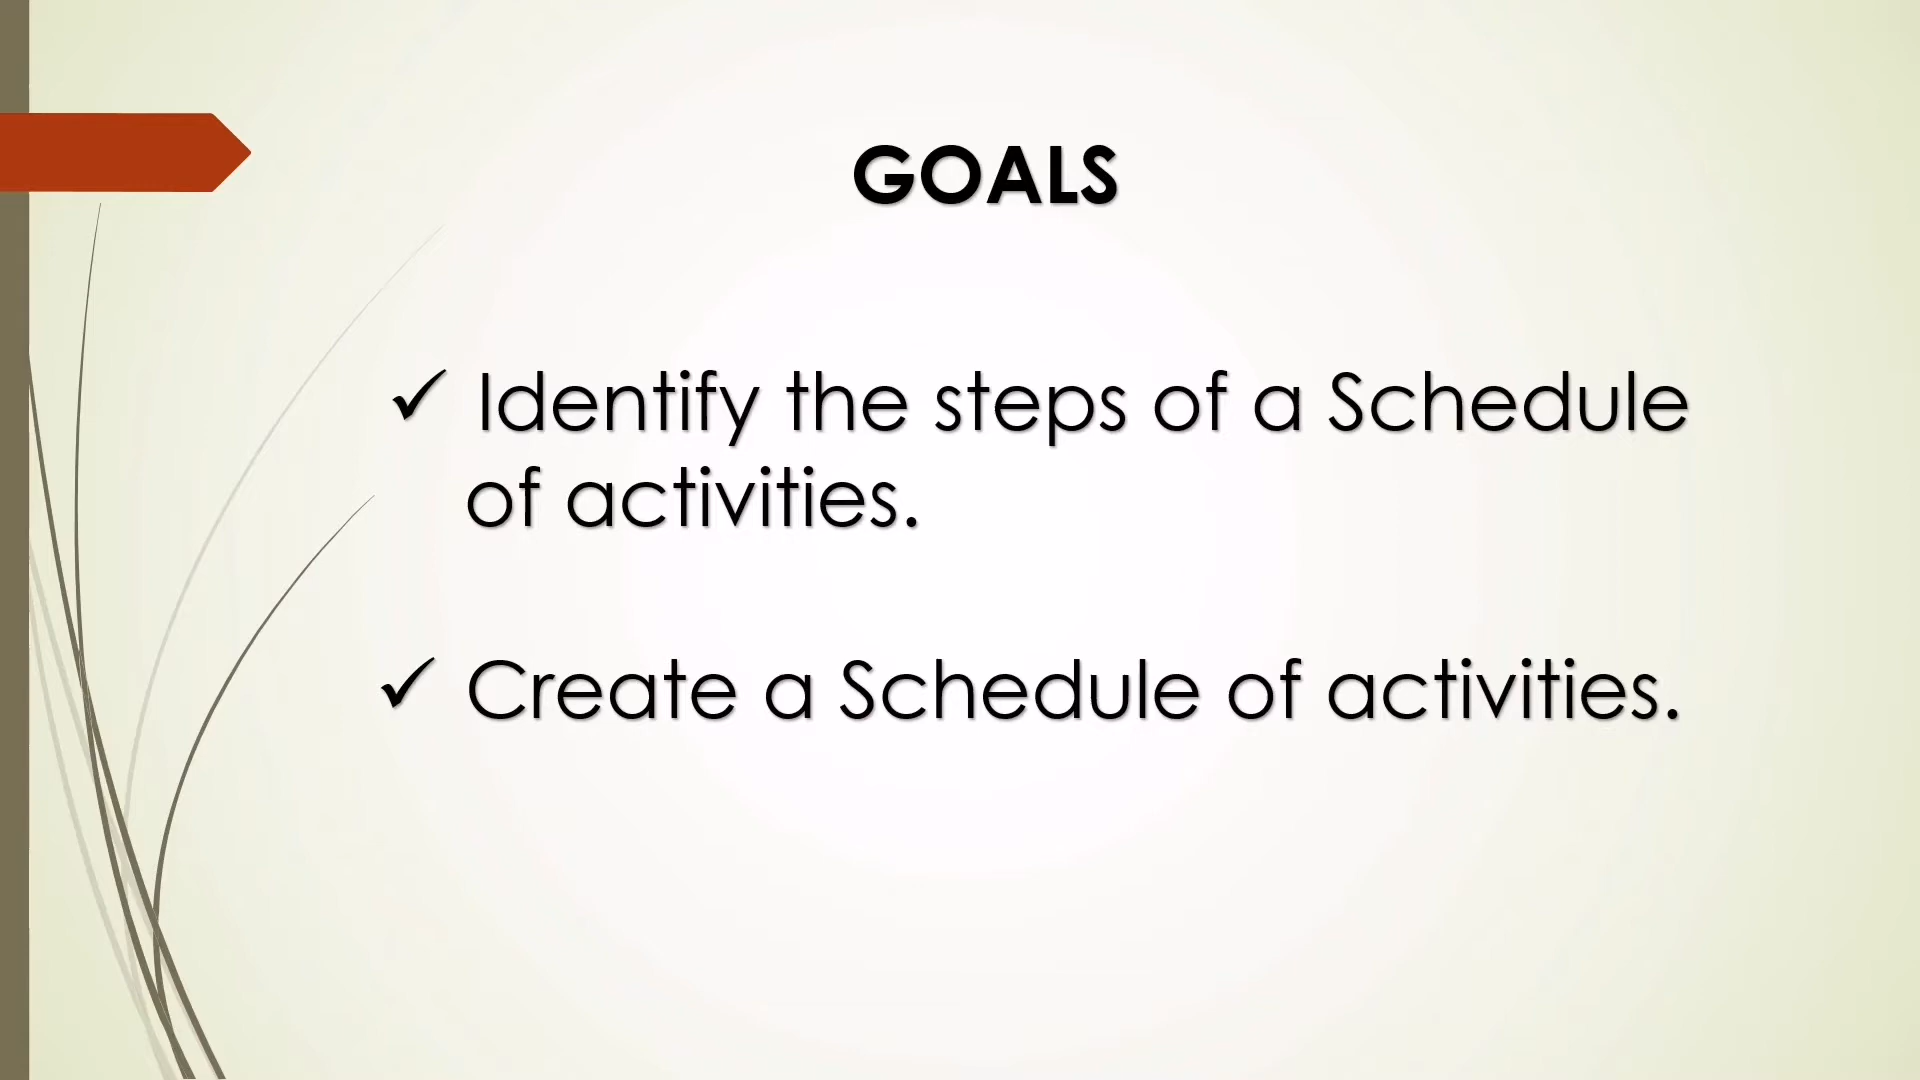 GOALS
✓ Identify the steps of a Schedule
of activities.
✓ Create a Schedule of activities.